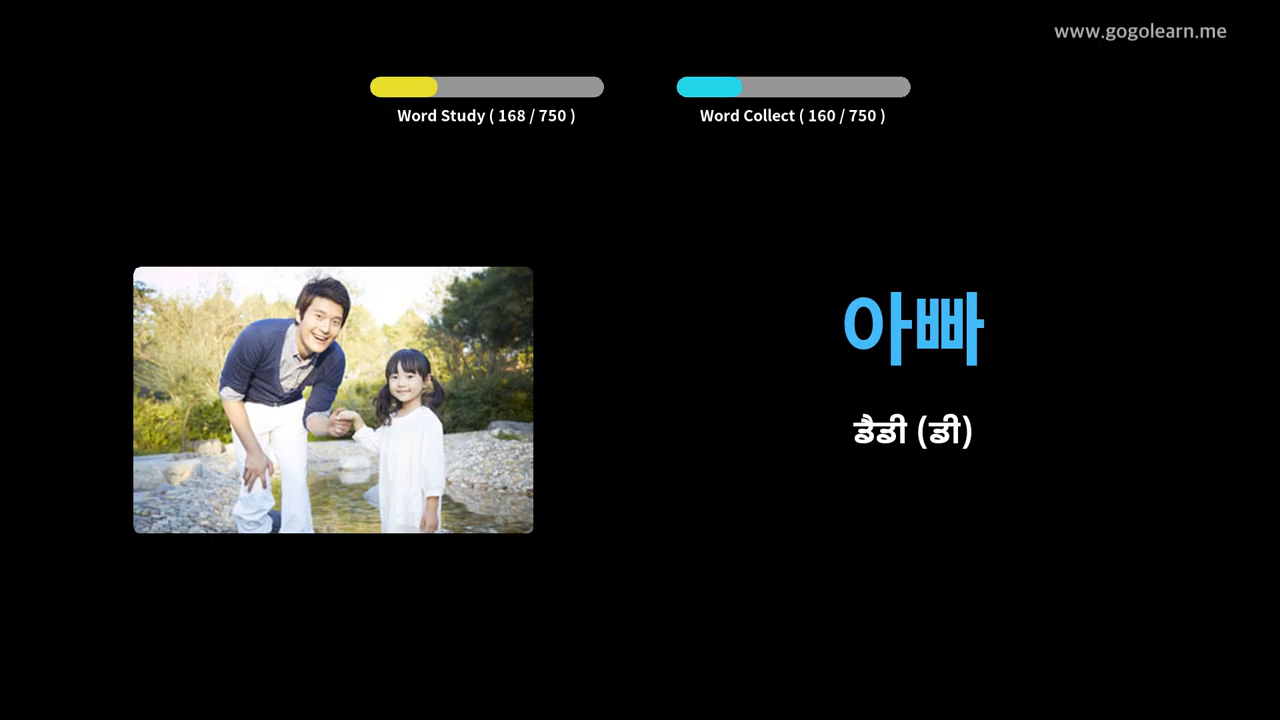 www.gogolearn.me
Word Study ( 168 / 750 )
Word Collect ( 160 / 750 )
아빠
डैडी (डी)